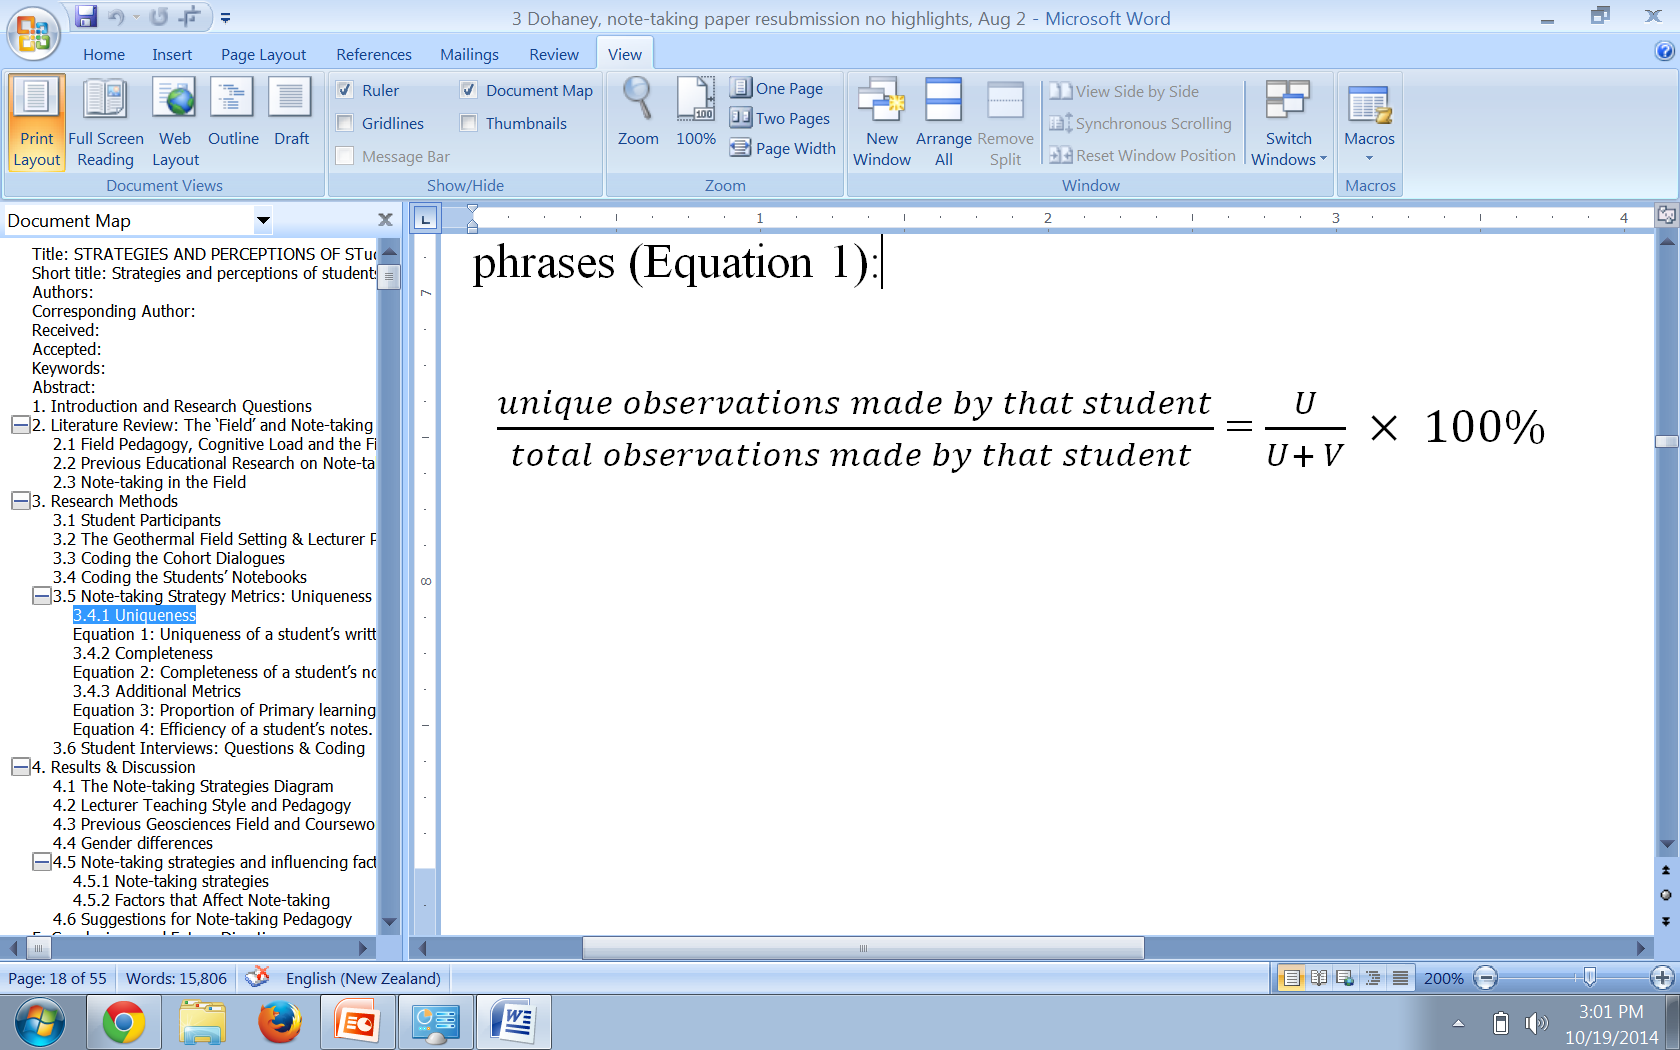 3 Dohaney, note-taking paper resubmission no highlights, Aug 2 - Microsoft Word
Home Insert Page Layout References Mailings Review View
Print Layout
Full Screen Reading
Web Layout
Outline
Draft
Document Views
Ruler
Gridlines
Message Bar
Document Map
Thumbnails
Show/Hide
Zoom
100%
One Page
Two Pages
Page Width
Zoom
New Window
Arrange All
Remove Split
View Side by Side
Synchronous Scrolling
Reset Window Position
Switch Windows
Window
Macros
Macros
Document Map
Title: STRATEGIES AND PERCEPTIONS OF STu
Short title: Strategies and perceptions of students
Authors:
Corresponding Author:
Received:
Accepted:
Keywords:
Abstract:
1. Introduction and Research Questions
2. Literature Review: The ‘Field’ and Note-taking
2.1 Field Pedagogy, Cognitive Load and the Fi
2.2 Previous Educational Research on Note-ta
2.3 Note-taking in the Field
3. Research Methods
3.1 Student Participants
3.2 The Geothermal Field Setting & Lecturer P
3.3 Coding the Cohort Dialogues
3.4 Coding the Students’ Notebooks
3.5 Note-taking Strategy Metrics: Uniqueness
3.4.1 Uniqueness
Equation 1: Uniqueness of a student’s writt
3.4.2 Completeness
Equation 2: Completeness of a student’s no
3.4.3 Additional Metrics
Equation 3: Proportion of Primary learning
Equation 4: Efficiency of a student’s notes.
3.6 Student Interviews: Questions & Coding
4. Results & Discussion
4.1 The Note-taking Strategies Diagram
4.2 Lecturer Teaching Style and Pedagogy
4.3 Previous Geosciences Field and Coursewo
4.4 Gender differences
4.5 Note-taking strategies and influencing fact
4.5.1 Note-taking strategies
4.5.2 Factors that Affect Note-taking
4.6 Suggestions for Note-taking Pedagogy
1 2 3 4
7
8
phrases (Equation 1):
unique observations made by that student
total observations made by that student
= U
U + V
× 100%
Page: 18 of 55 Words: 15,806 English (New Zealand) 200%
3:01 PM
10/19/2014